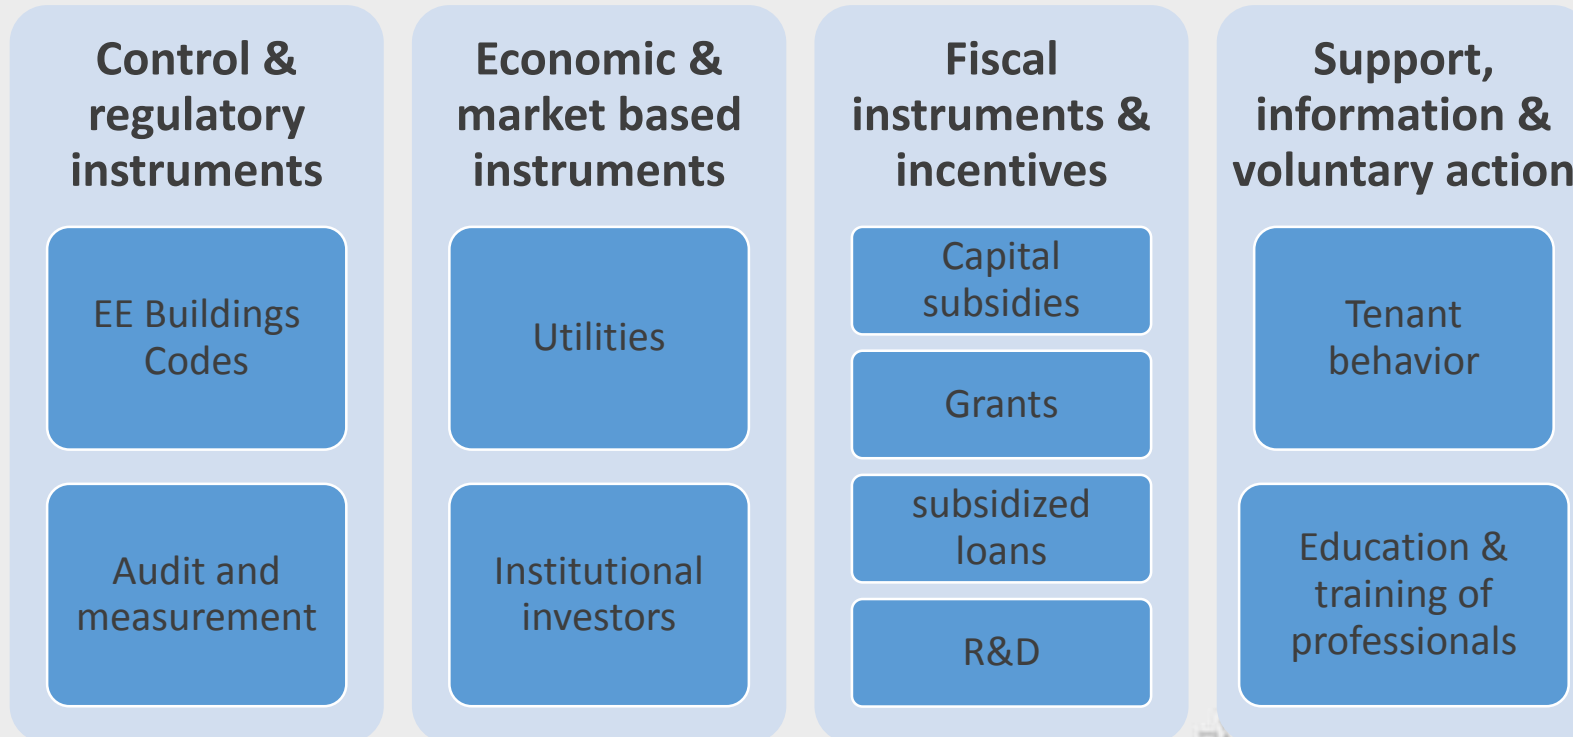 Control &
regulatory
instruments
EE Buildings
Codes
Audit and
measurement
Economic &
market based
instruments
Utilities
Institutional
investors
Fiscal
instruments &
incentives
Capital
subsidies
Grants
subsidized
loans
R&D
Support,
information &
voluntary action
Tenant
behavior
Education &
training of
professionals